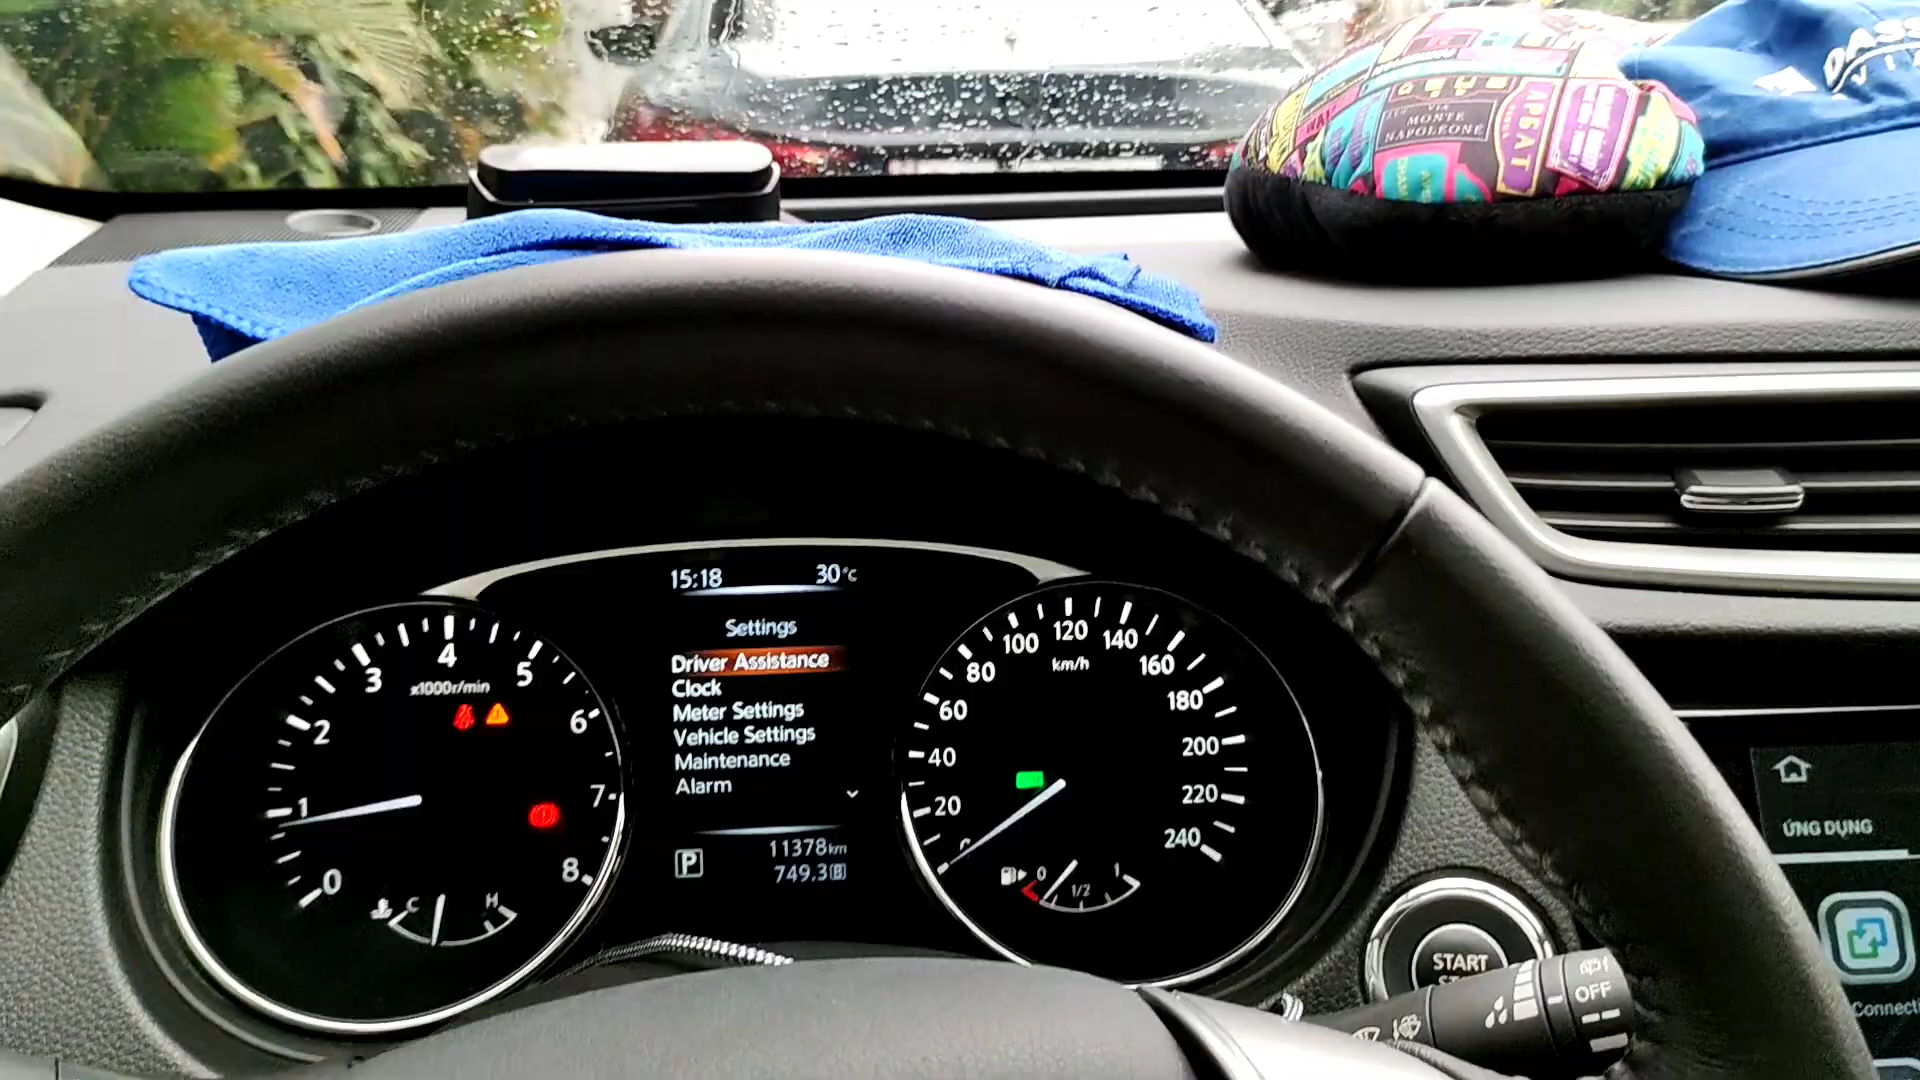 VIA
MONTE
NAPOLEONE
15:18
30°C
Settings
Driver Assistance
Clock
Meter Settings
Vehicle Settings
Maintenance
Alarm
P
11378km
749.3 B
0
1
2
3
4
5
6
7
8
x1000r/min
C
H
0
20
40
60
80
100
120
140
160
180
200
220
240
km/h
0
1/2
1
START
OFF
ỨNG DỤNG